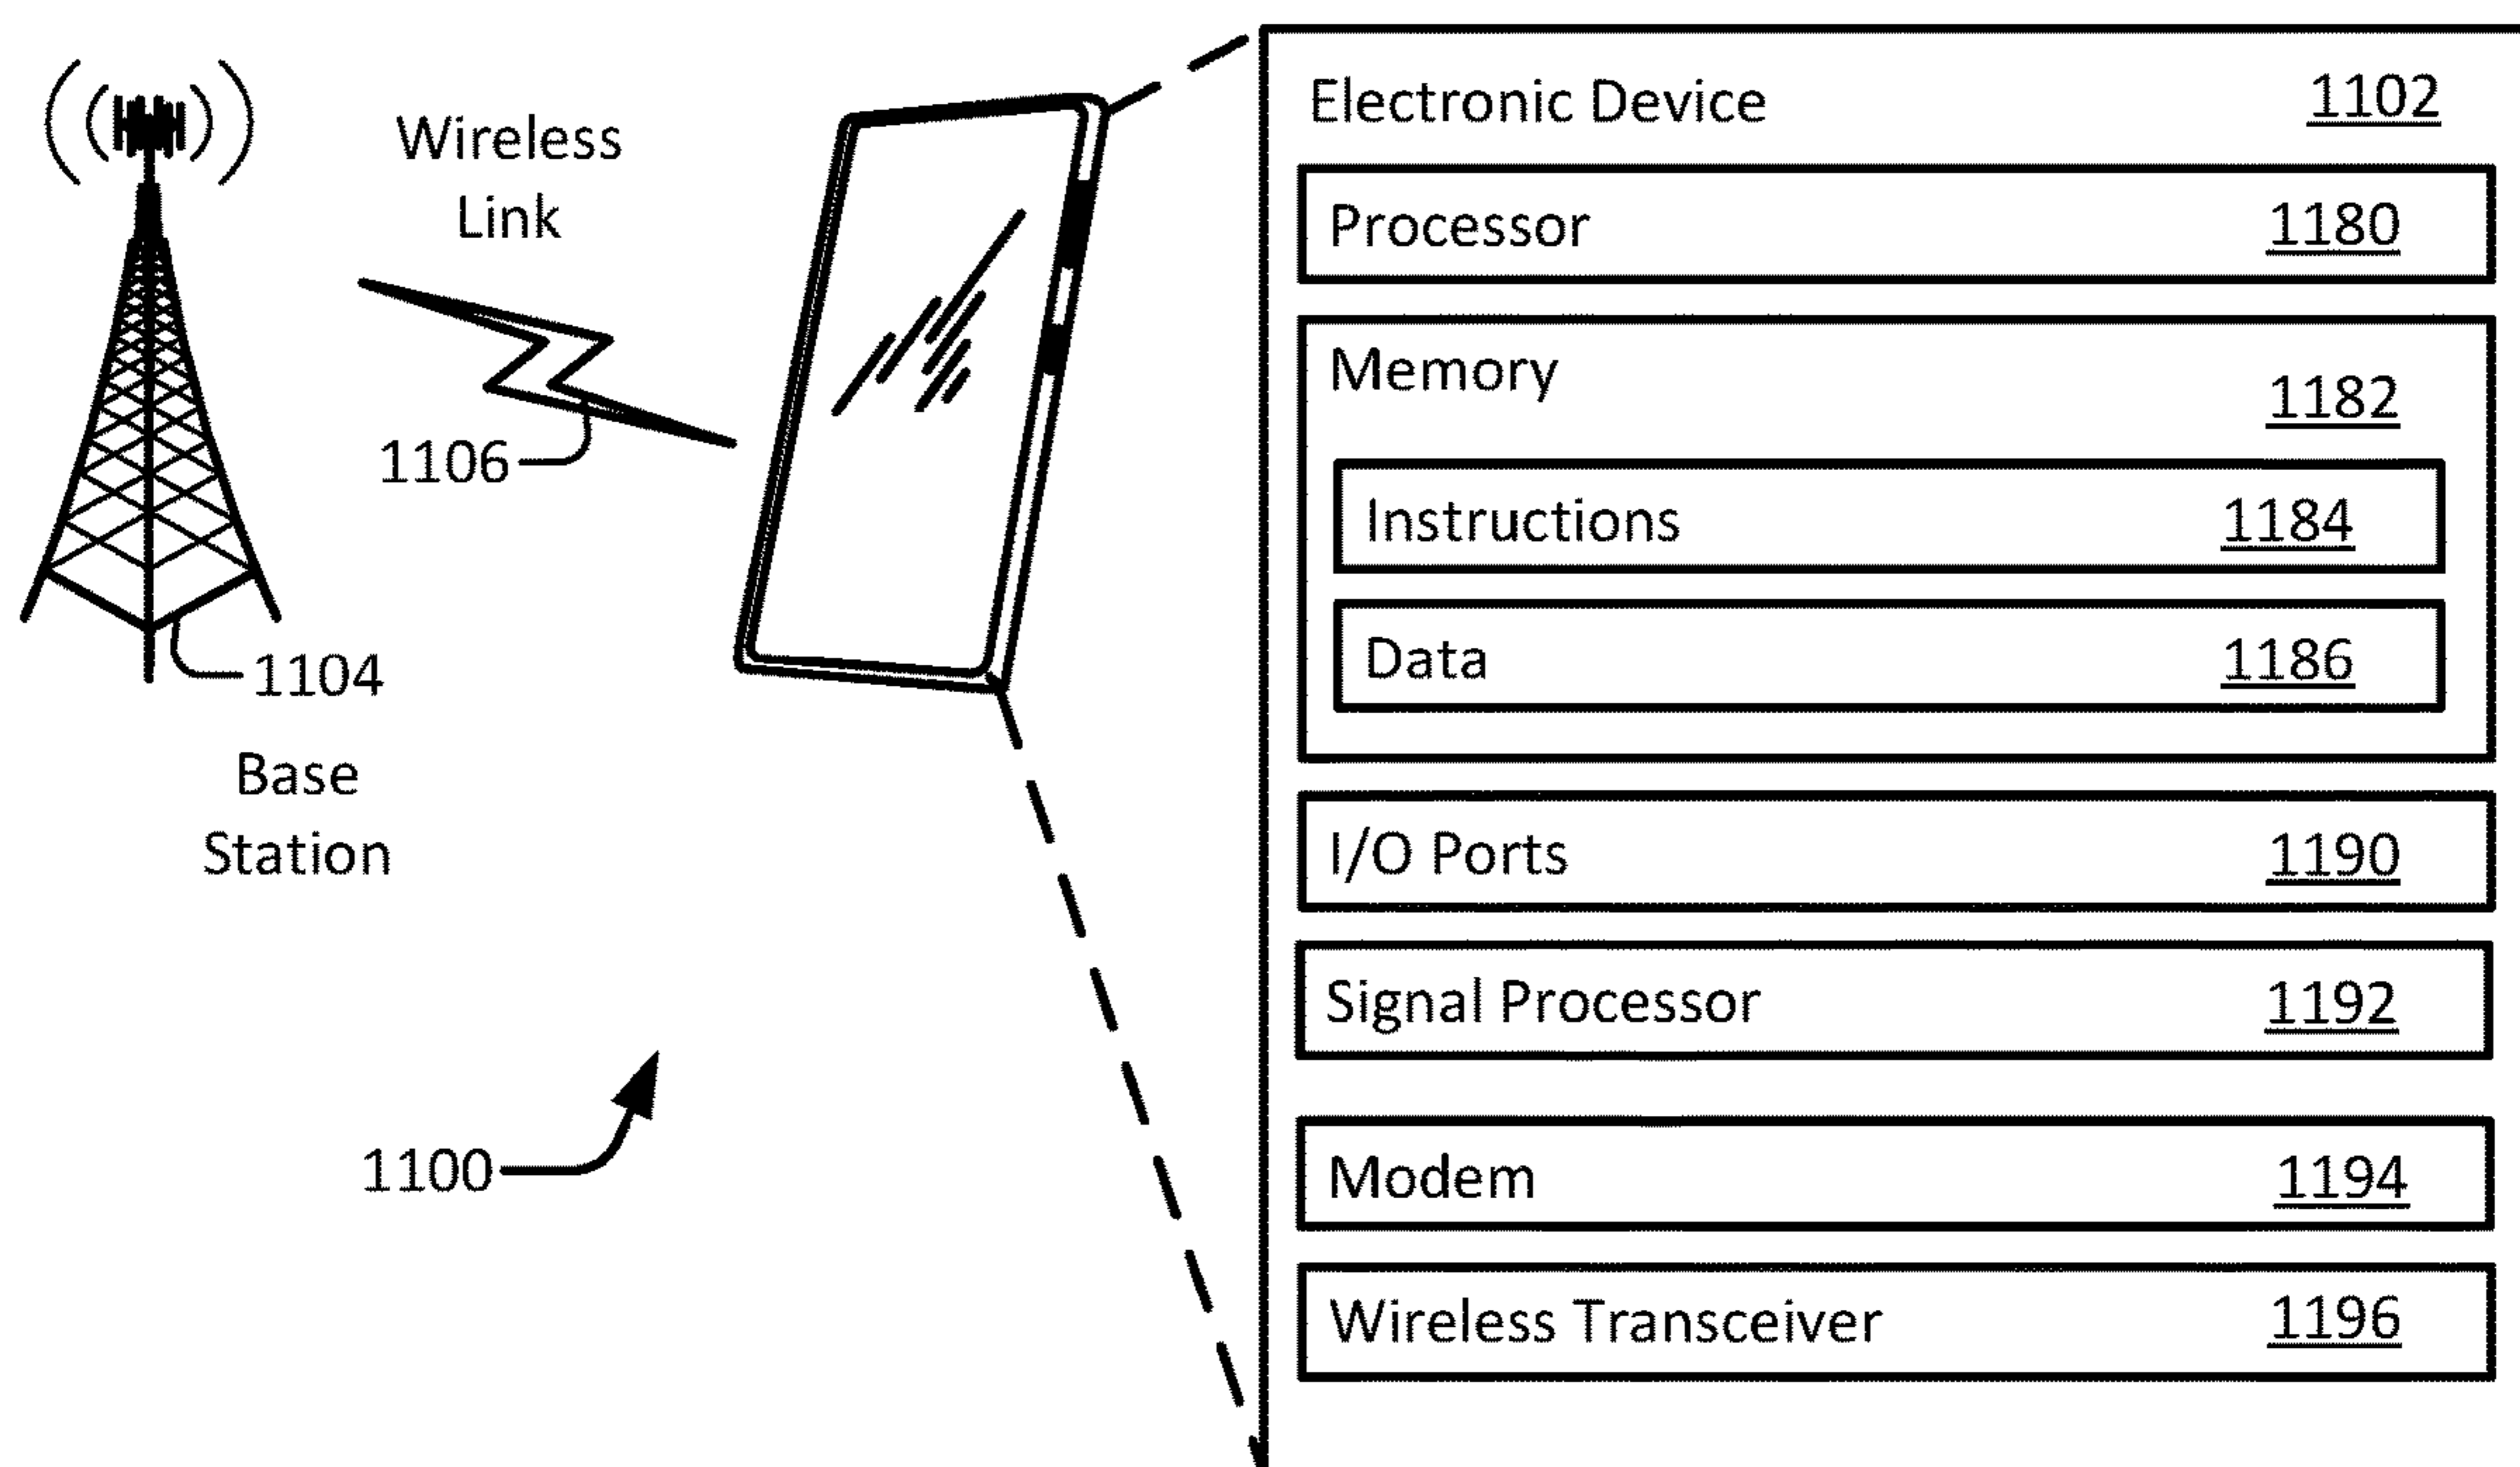 Wireless
Link
1106
1104
Base
Station
1100
Electronic Device 1102
Processor 1180
Memory 1182
Instructions 1184
Data 1186
I/O Ports 1190
Signal Processor 1192
Modem 1194
Wireless Transceiver 1196